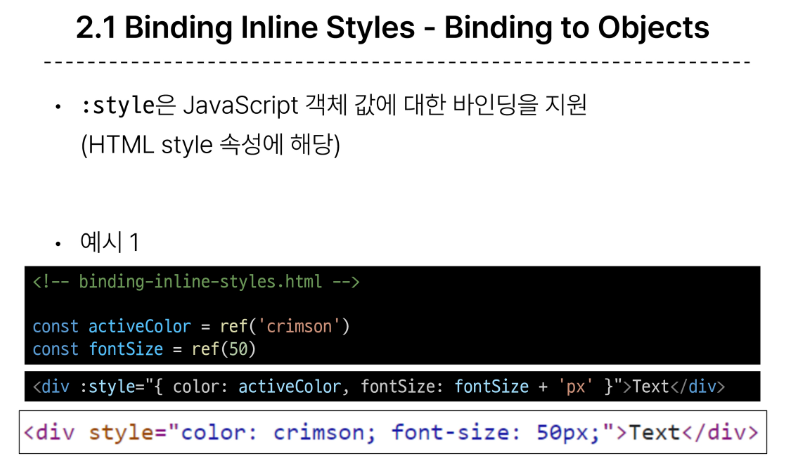 2.1 Binding Inline Styles - Binding to Objects
• :style은 JavaScript 객체 값에 대한 바인딩을 지원
(HTML style 속성에 해당)
• 예시 1
<!-- binding-inline-styles.html -->
const activeColor = ref('crimson')
const fontSize = ref(50)
<div :style="{ color: activeColor, fontSize: fontSize + 'px' }">Text</div>
<div style="color: crimson; font-size: 50px;">Text</div>